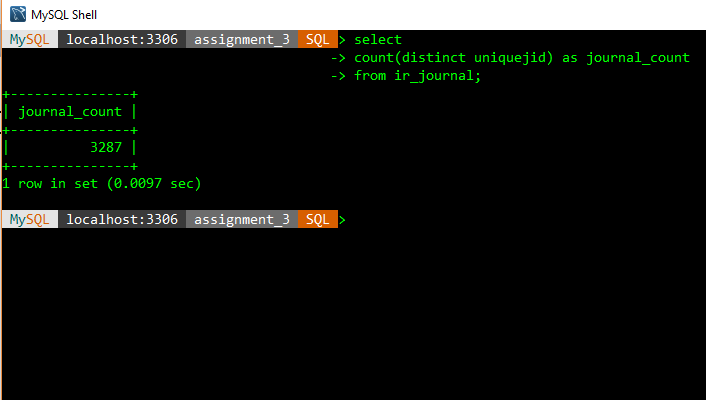 MySQL Shell
MySQL localhost:3306 assignment_3 SQL > select
-> count(distinct uniquejid) as journal_count
-> from ir_journal;
+---------------+
| journal_count |
+---------------+
|          3287 |
+---------------+
1 row in set (0.0097 sec)
MySQL localhost:3306 assignment_3 SQL >